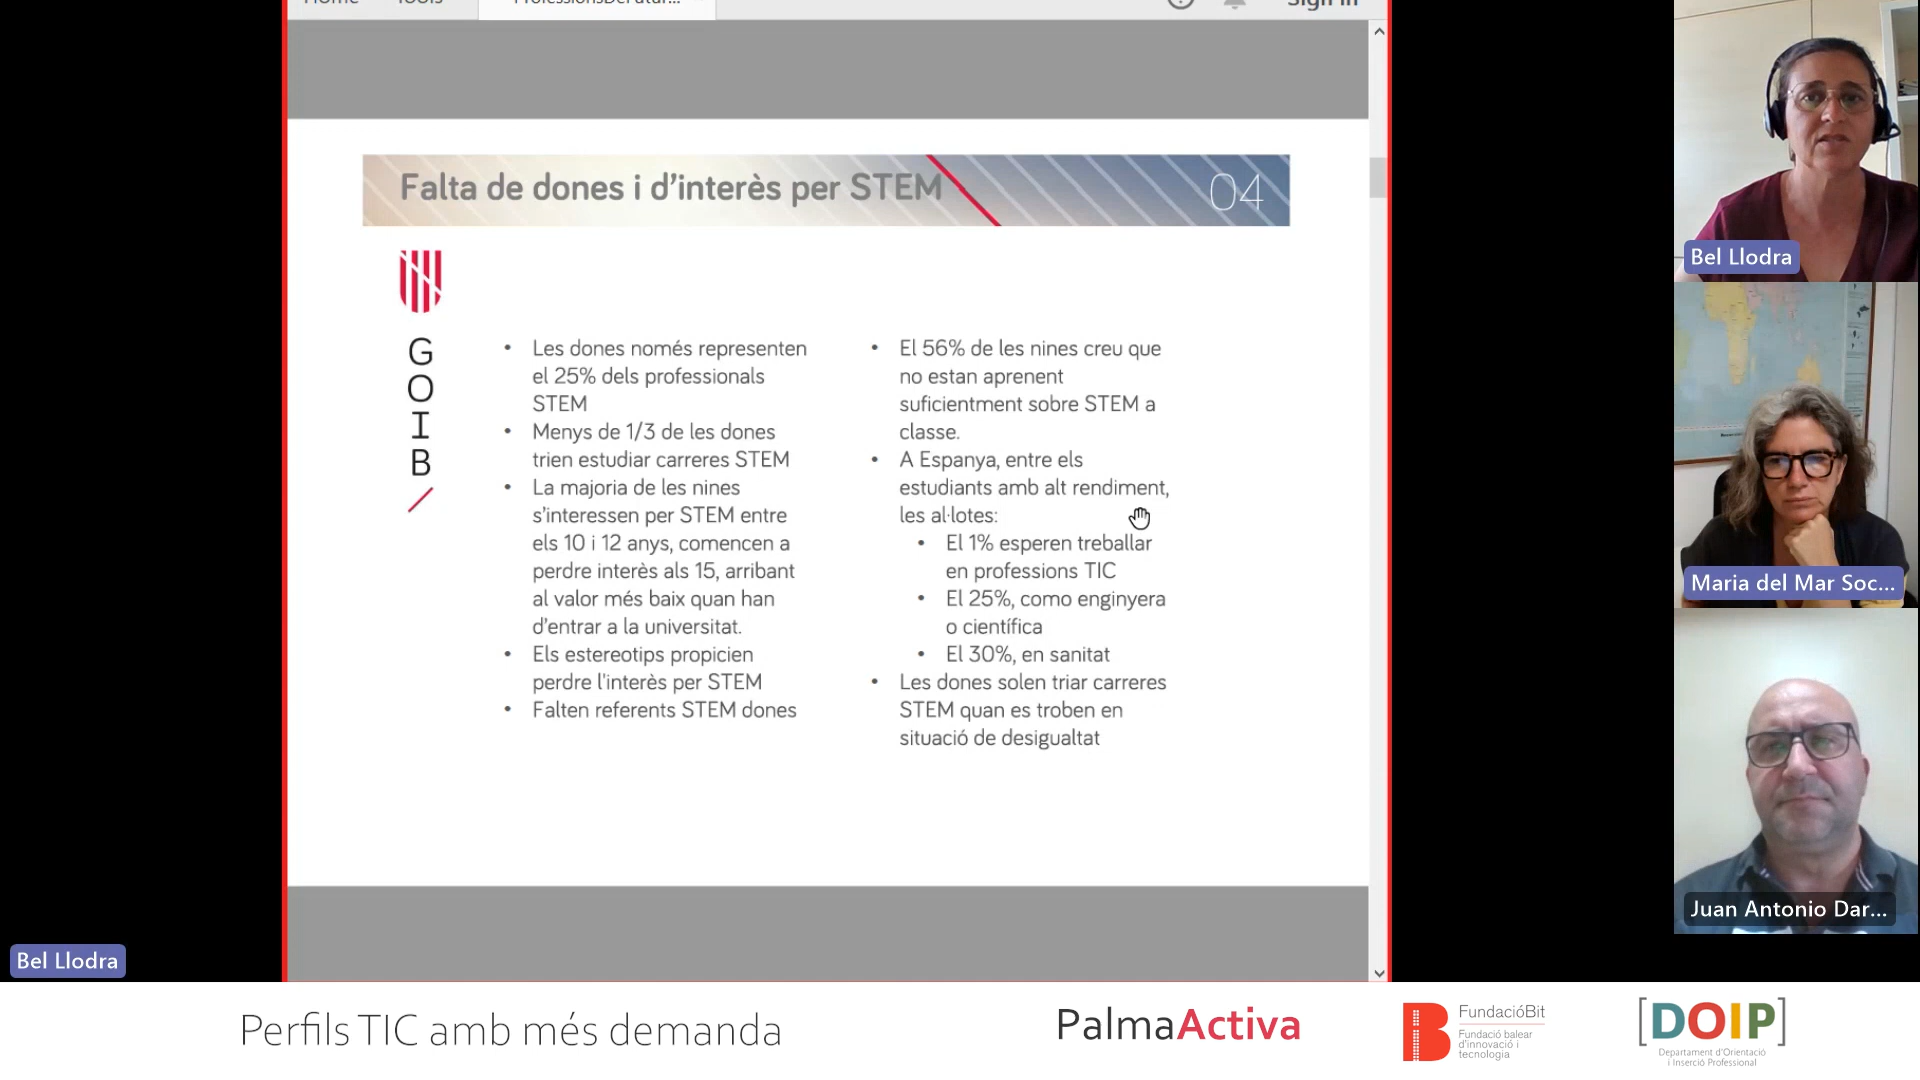 Home
Tools
ProfessionsDeFutur...
Sign In
Falta de dones i d'interès per STEM
04
G
O
I
B
• Les dones només representen
el 25% dels professionals
STEM
• Menys de 1/3 de les dones
trien estudiar carreres STEM
• La majoria de les nines
s'interessen per STEM entre
els 10 i 12 anys, comencen a
perdre interès als 15, arribant
al valor més baix quan han
d'entrar a la universitat.
• Els estereotips propicien
perdre l'interès per STEM
• Falten referents STEM dones
• El 56% de les nines creu que
no estan aprenent
suficientment sobre STEM a
classe.
• A Espanya, entre els
estudiants amb alt rendiment,
les al·lotes:
• El 1% esperen treballar
en professions TIC
• El 25%, como enginyera
o científica
• El 30%, en sanitat
• Les dones solen triar carreres
STEM quan es troben en
situació de desigualtat
Bel Llodra
Maria del Mar Soc...
Juan Antonio Dar...
Bel Llodra
Perfils TIC amb més demanda
PalmaActiva
FundacióBit
Fundació balear
d'innovació i
tecnologia
[DOIP]
Departament d'Orientació
i Inserció Professional